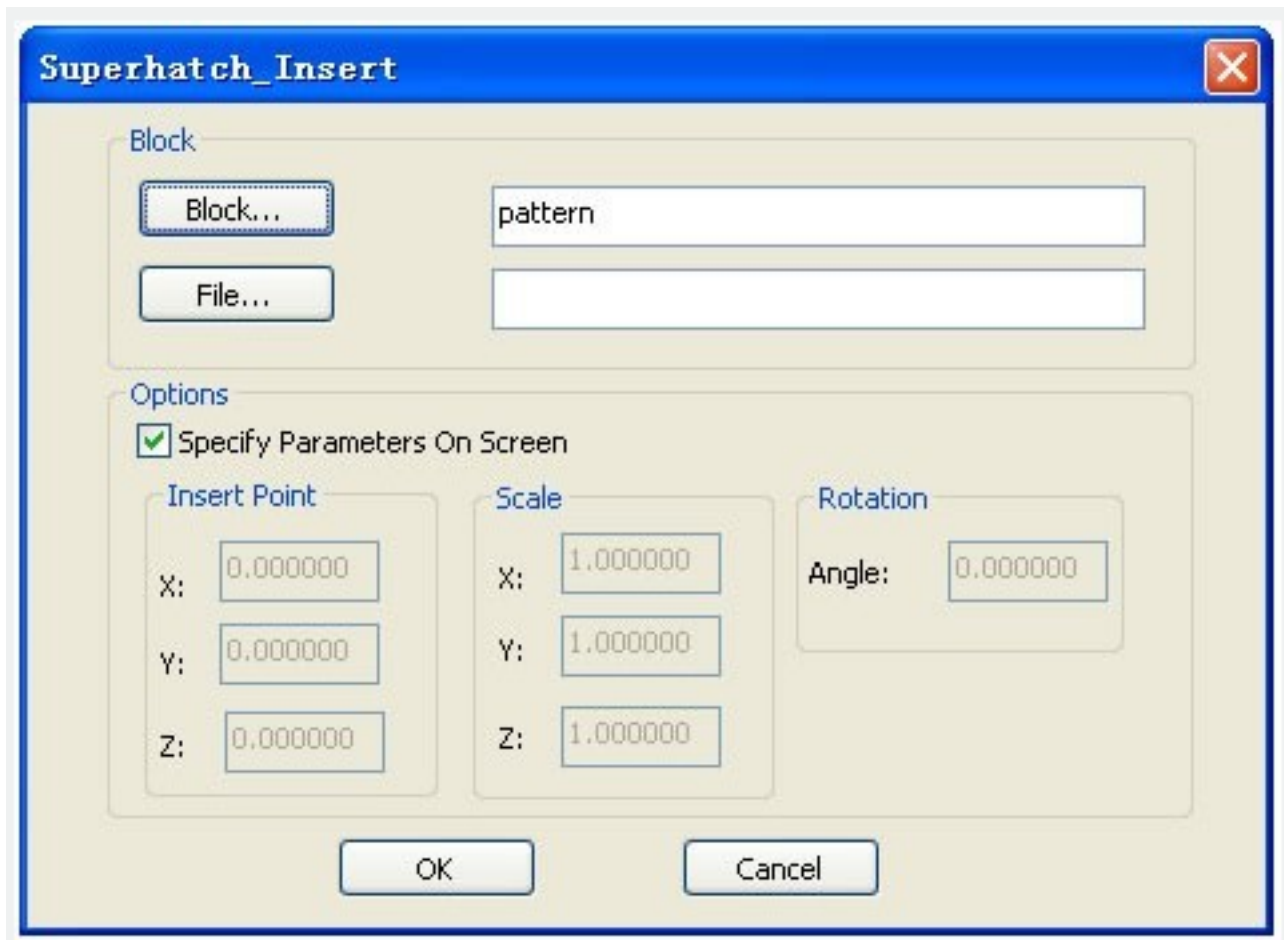 Superhatch_Insert
Block
Block...
pattern
File...
Options
Specify Parameters On Screen
Insert Point
X: 0.000000
Y: 0.000000
Z: 0.000000
Scale
X: 1.000000
Y: 1.000000
Z: 1.000000
Rotation
Angle: 0.000000
OK
Cancel